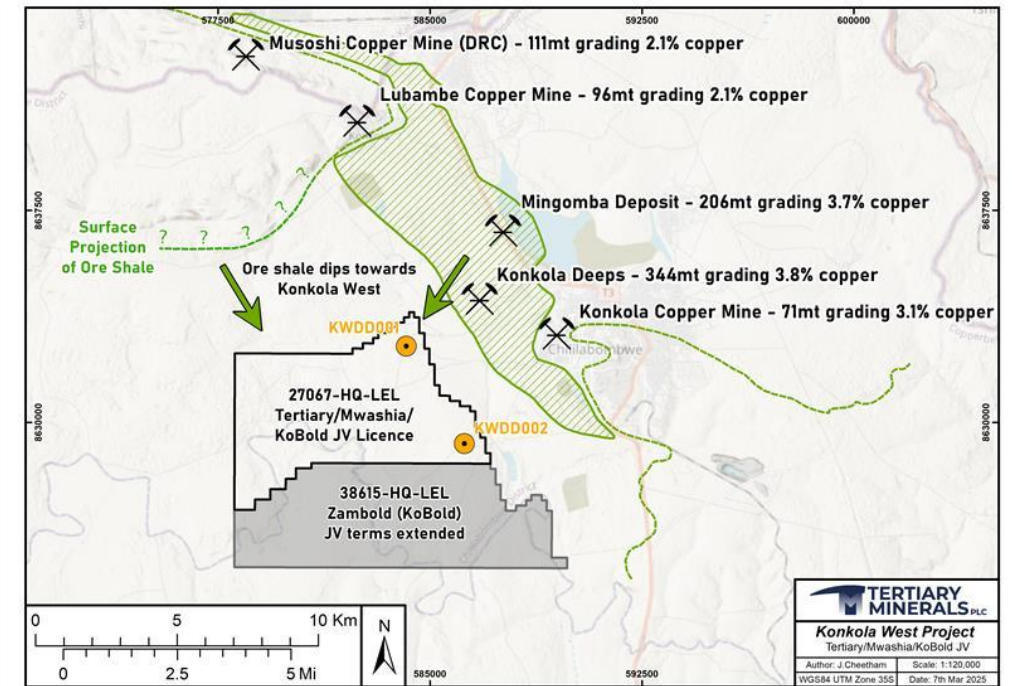 577500
585000
592500
600000
Musoshi Copper Mine (DRC) – 111mt grading 2.1% copper
Lubambe Copper Mine – 96mt grading 2.1% copper
8637500
Mingomba Deposit – 206mt grading 3.7% copper
8637500
?
?
?
?
?
Surface
Projection
of Ore Shale
Ore shale dips towards
Konkola West
Konkola Deeps – 344mt grading 3.8% copper
T3
Konkola Copper Mine – 71mt grading 3.1% copper
Chililabombwe
KWDD001
27067-HQ-LEL
Tertiary/Mwashia/
KoBold JV Licence
KWDD002
8630000
8630000
38615-HQ-LEL
Zambold (KoBold)
JV terms extended
0 5 10 Km
0 2.5 5 Mi
N
585000
592500
TERTIARY
MINERALS PLC
Konkola West Project
Tertiary/Mwashia/KoBold JV
Author: J.Cheetham
Scale: 1:120,000
WGS84 UTM Zone 35S
Date: 7th Mar 2025